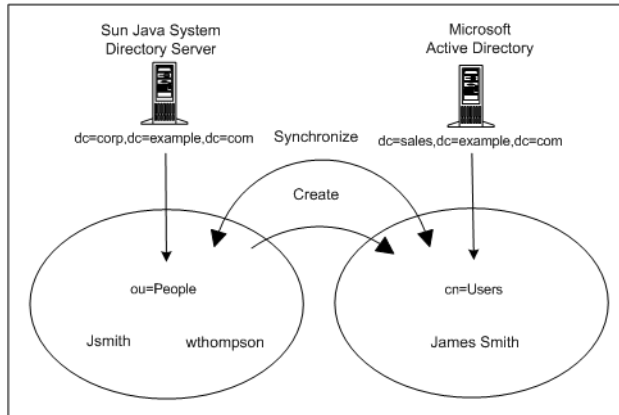 Sun Java System
Directory Server
Microsoft
Active Directory
dc=corp,dc=example,dc=com
Synchronize
dc=sales,dc=example,dc=com
Create
ou=People
cn=Users
Jsmith
wthompson
James Smith